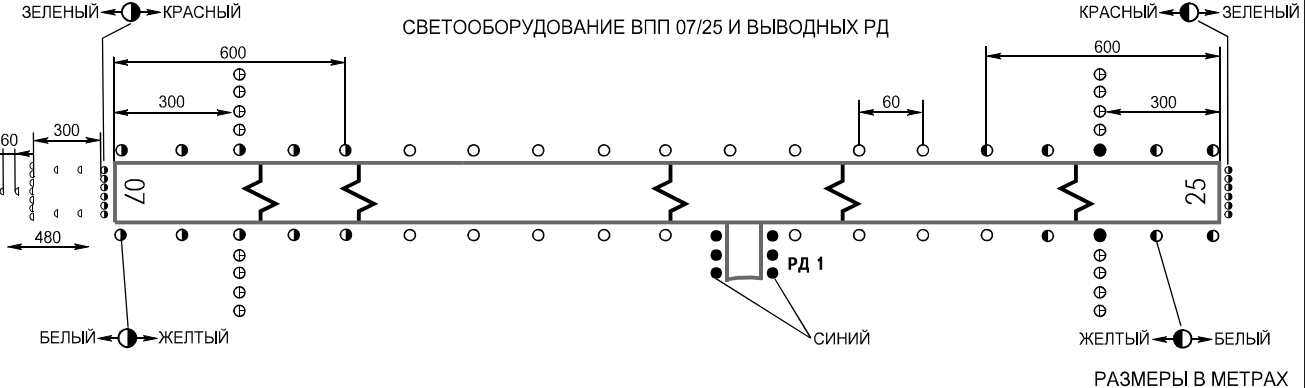 ЗЕЛЕНЫЙ КРАСНЫЙ
СВЕТООБОРУДОВАНИЕ ВПП 07/25 И ВЫВОДНЫХ РД
КРАСНЫЙ ЗЕЛЕНЫЙ
600
600
300
60
300
60
300
07
25
480
РД 1
БЕЛЫЙ ЖЕЛТЫЙ
СИНИЙ
ЖЕЛТЫЙ БЕЛЫЙ
РАЗМЕРЫ В МЕТРАХ